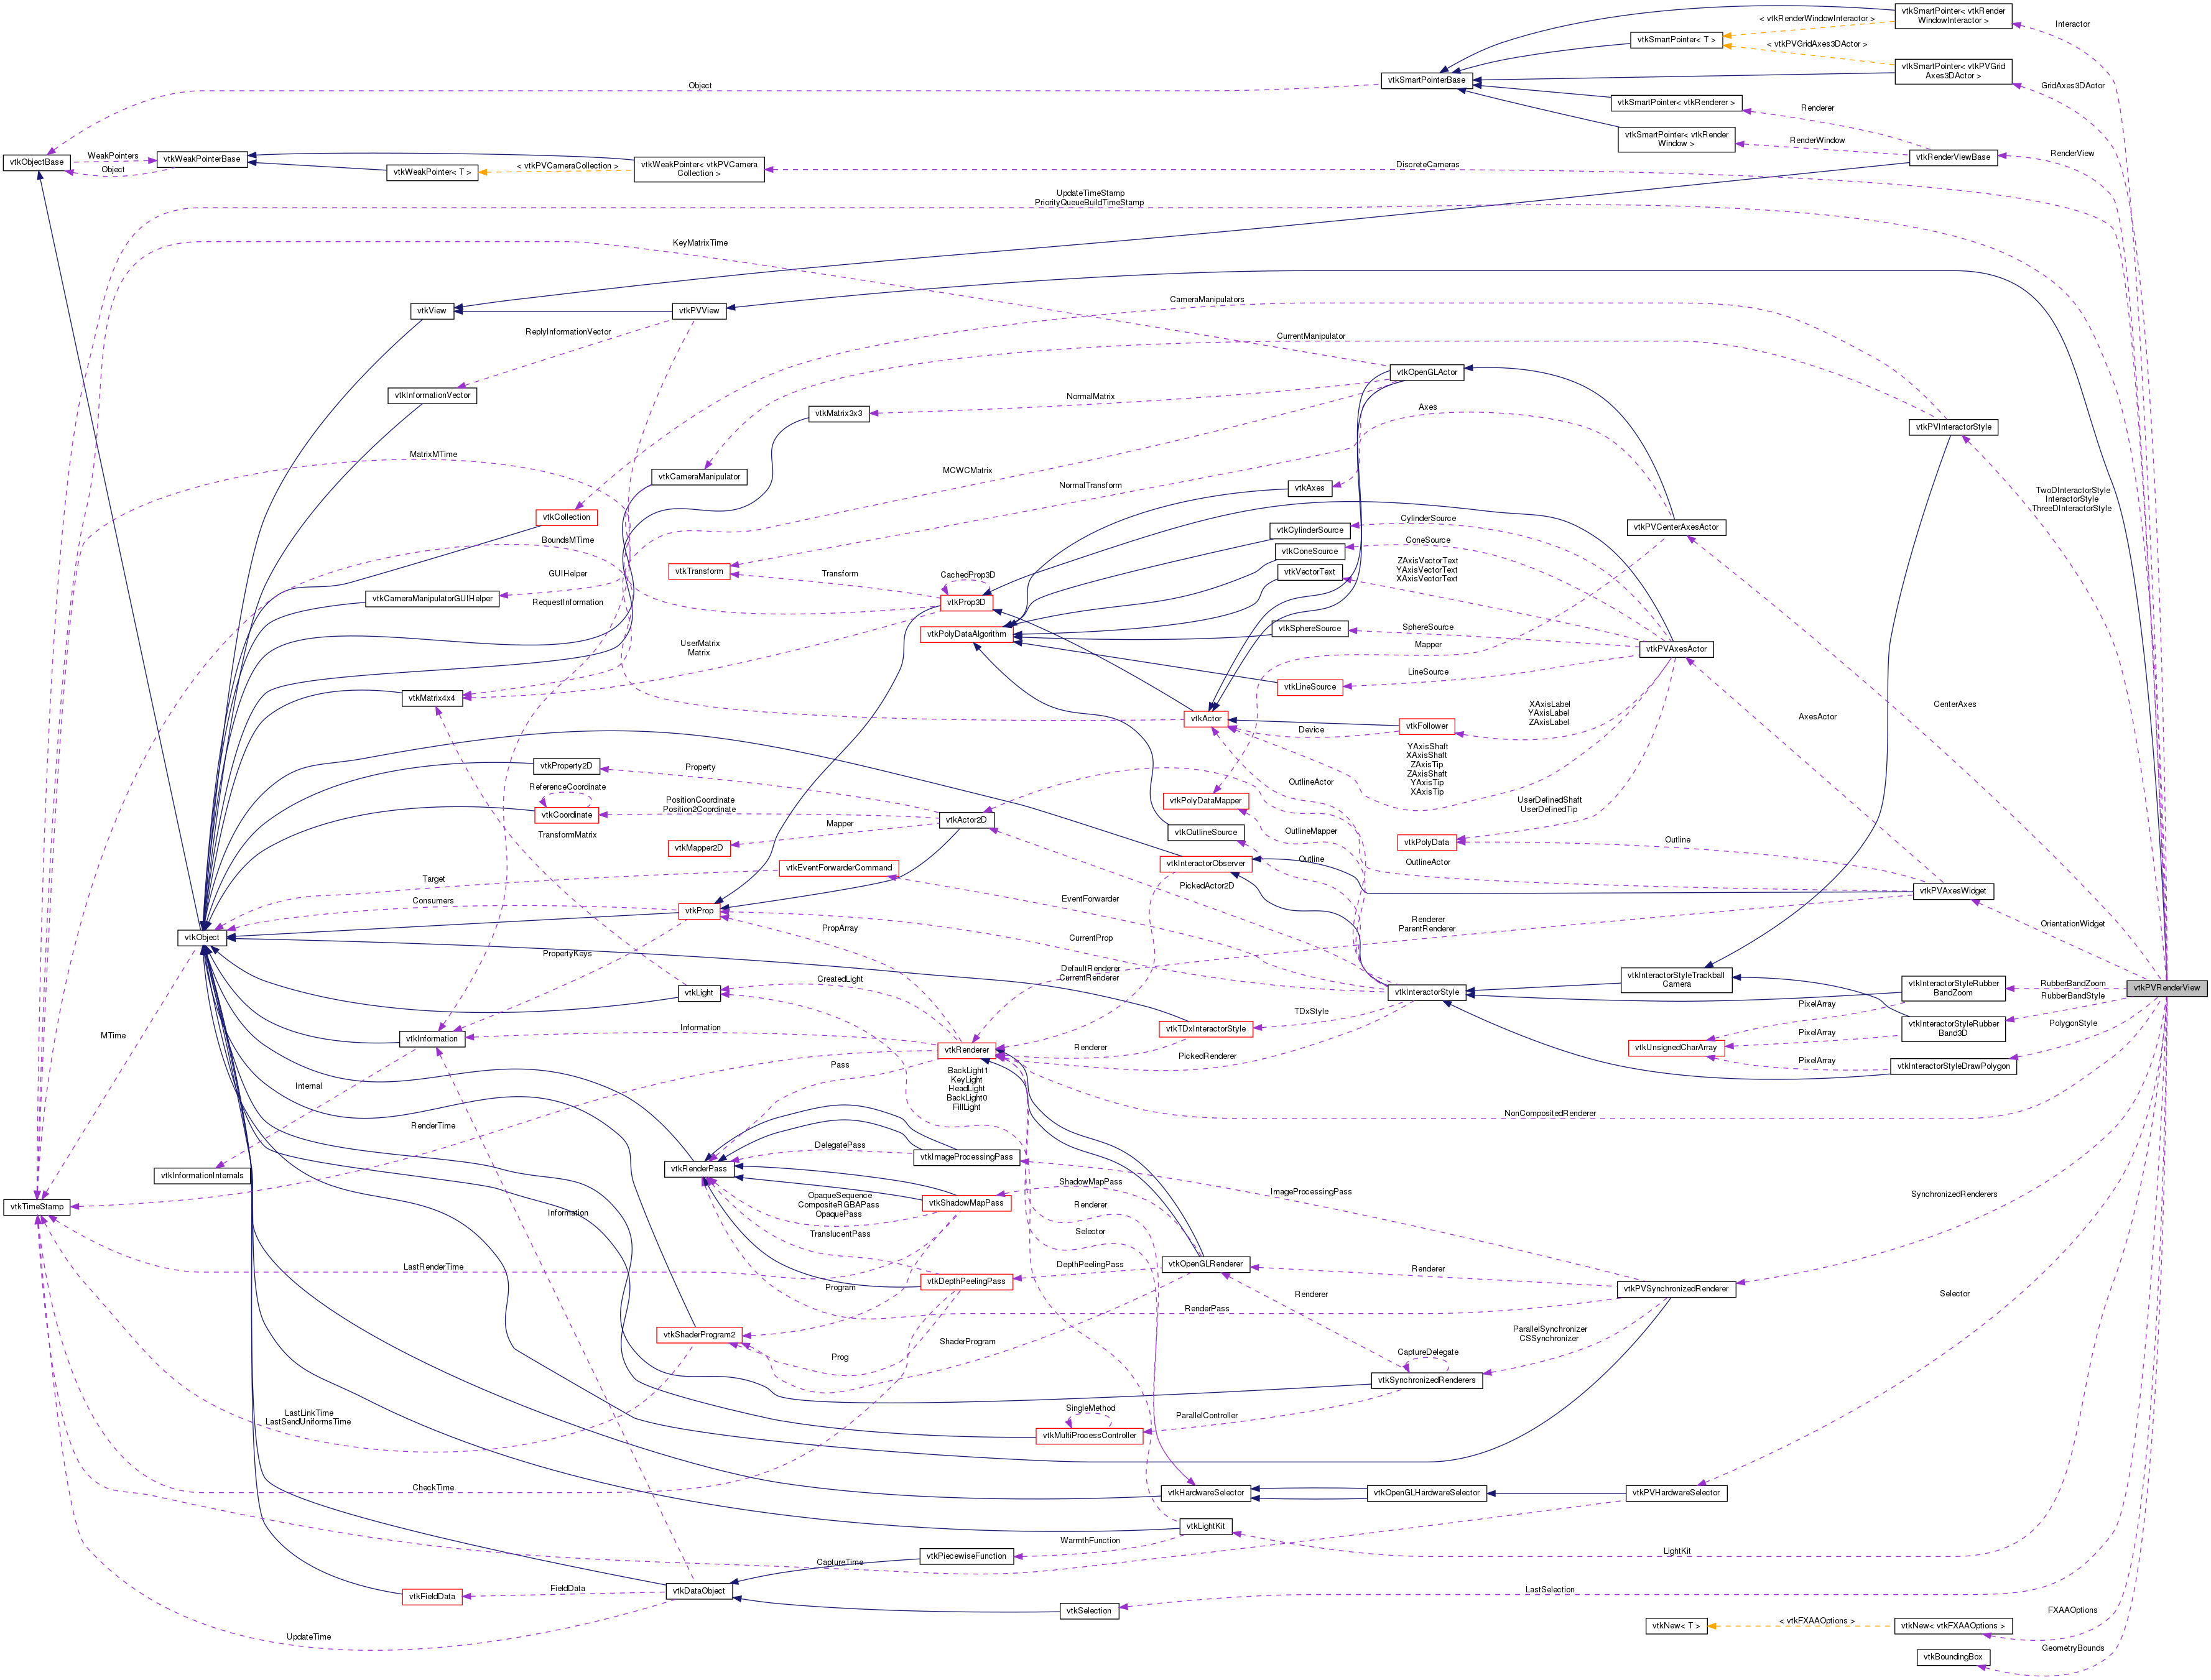 vtkSmartPointer< vtkRender
WindowInteractor >
Interactor
< vtkRenderWindowInteractor >
vtkSmartPointer< T >
< vtkPVGridAxes3DActor >
vtkSmartPointer< vtkPVGrid
Axes3DActor >
GridAxes3DActor
vtkSmartPointerBase
Object
vtkSmartPointer< vtkRenderer >
Renderer
vtkSmartPointer< vtkRender
Window >
RenderWindow
vtkRenderViewBase
RenderView
vtkObjectBase
WeakPointers
Object
vtkWeakPointerBase
vtkWeakPointer< T >
< vtkPVCameraCollection >
vtkWeakPointer< vtkPVCamera
Collection >
DiscreteCameras
UpdateTimeStamp
PriorityQueueBuildTimeStamp
KeyMatrixTime
vtkView
vtkPVView
CameraManipulators
ReplyInformationVector
CurrentManipulator
vtkOpenGLActor
vtkInformationVector
NormalMatrix
vtkMatrix3x3
Axes
vtkPVInteractorStyle
MatrixMTime
MCWCMatrix
vtkCameraManipulator
NormalTransform
vtkAxes
TwoDInteractorStyle
InteractorStyle
ThreeDInteractorStyle
vtkCollection
CylinderSource
vtkCylinderSource
vtkPVCenterAxesActor
BoundsMTime
ConeSource
vtkConeSource
GUIHelper
vtkTransform
Transform
CachedProp3D
vtkVectorText
ZAxisVectorText
YAxisVectorText
XAxisVectorText
vtkCameraManipulatorGUIHelper
RequestInformation
vtkProp3D
vtkPolyDataAlgorithm
vtkSphereSource
SphereSource
Mapper
vtkPVAxesActor
UserMatrix
Matrix
LineSource
vtkLineSource
vtkMatrix4x4
XAxisLabel
YAxisLabel
ZAxisLabel
CenterAxes
AxesActor
vtkActor
Device
vtkFollower
YAxisShaft
XAxisShaft
ZAxisTip
ZAxisShaft
YAxisTip
XAxisTip
vtkProperty2D
Property
ReferenceCoordinate
OutlineActor
vtkCoordinate
PositionCoordinate
Position2Coordinate
vtkPolyDataMapper
UserDefinedShaft
UserDefinedTip
TransformMatrix
Mapper
vtkActor2D
vtkOutlineSource
OutlineMapper
vtkPolyData
Outline
vtkMapper2D
Outline
OutlineActor
vtkEventForwarderCommand
vtkInteractorObserver
Target
PickedActor2D
vtkPVAxesWidget
Consumers
EventForwarder
vtkProp
PropArray
Renderer
ParentRenderer
OrientationWidget
vtkObject
CurrentProp
PropertyKeys
DefaultRenderer
CurrentRenderer
CreatedLight
vtkInteractorStyleTrackball
Camera
vtkInteractorStyleRubber
BandZoom
RubberBandZoom
vtkLight
vtkInteractorStyle
PixelArray
RubberBandStyle
vtkPVRenderView
MTime
Information
TDxStyle
vtkTDxInteractorStyle
vtkInteractorStyleRubber
Band3D
PolygonStyle
vtkInformation
vtkRenderer
Renderer
PickedRenderer
PixelArray
vtkUnsignedCharArray
PixelArray
vtkInteractorStyleDrawPolygon
Pass
BackLight1
KeyLight
HeadLight
BackLight0
FillLight
Internal
RenderTime
NonCompositedRenderer
DelegatePass
vtkImageProcessingPass
vtkInformationInternals
vtkRenderPass
ShadowMapPass
ImageProcessingPass
SynchronizedRenderers
vtkTimeStamp
OpaqueSequence
CompositeRGBAPass
OpaquePass
vtkShadowMapPass
Renderer
Information
TranslucentPass
Selector
LastRenderTime
DepthPeelingPass
vtkOpenGLRenderer
Renderer
vtkDepthPeelingPass
Program
Renderer
vtkPVSynchronizedRenderer
Selector
RenderPass
vtkShaderProgram2
ShaderProgram
ParallelSynchronizer
CSSynchronizer
Prog
CaptureDelegate
vtkSynchronizedRenderers
LastLinkTime
LastSendUniformsTime
SingleMethod
ParallelController
vtkMultiProcessController
CheckTime
vtkHardwareSelector
vtkOpenGLHardwareSelector
vtkPVHardwareSelector
vtkLightKit
WarmthFunction
LightKit
CaptureTime
vtkPiecewiseFunction
vtkFieldData
FieldData
vtkDataObject
LastSelection
vtkSelection
FXAAOptions
vtkNew< T >
< vtkFXAAOptions >
vtkNew< vtkFXAAOptions >
UpdateTime
GeometryBounds
vtkBoundingBox